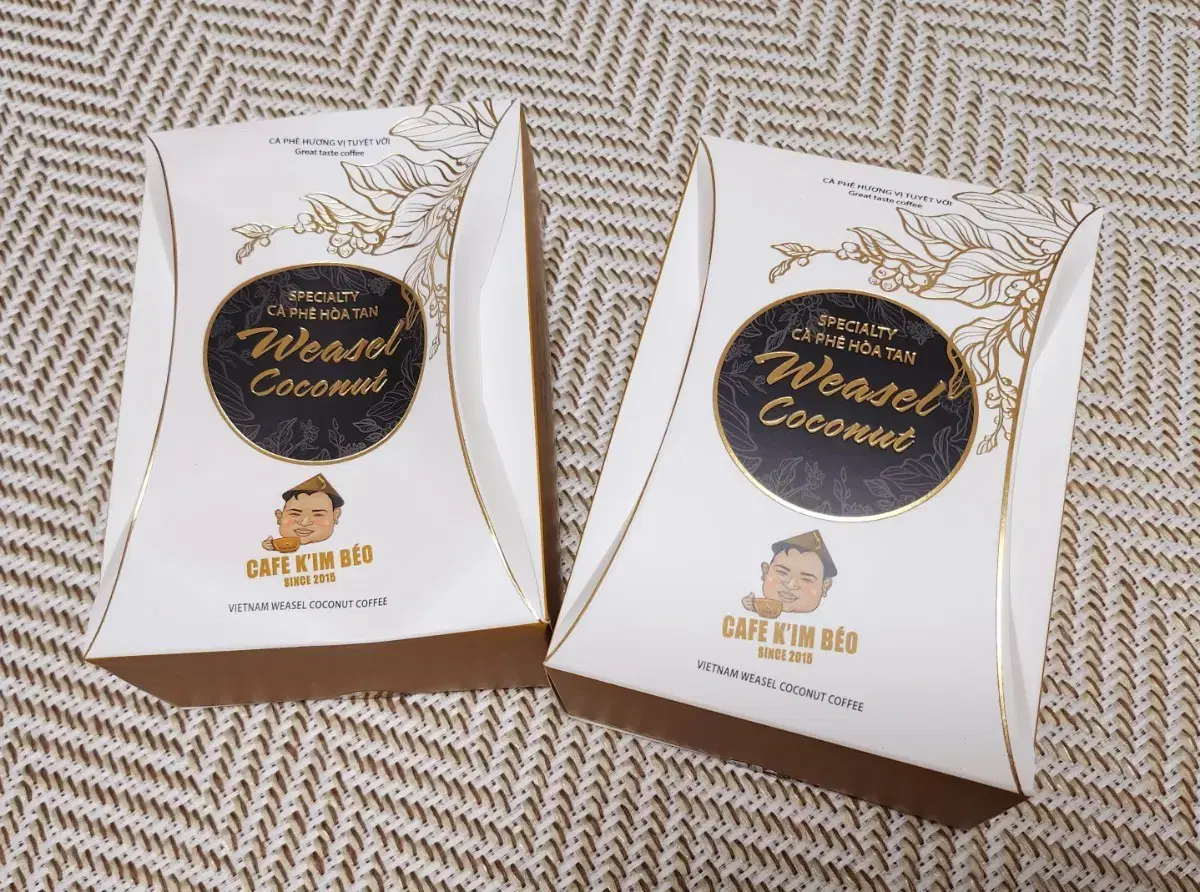 CÀ PHÊ HƯƠNG VỊ TUYỆT VỜI
Great taste coffee
SPECIALTY
CÀ PHÊ HÒA TAN
Weasel
Coconut
CAFE K'IM BÉO
SINCE 2015
VIETNAM WEASEL COCONUT COFFEE
CÀ PHÊ HƯƠNG VỊ TUYỆT VỜI
Great taste coffee
SPECIALTY
CÀ PHÊ HÒA TAN
Weasel
Coconut
CAFE K'IM BÉO
SINCE 2015
VIETNAM WEASEL COCONUT COFFEE